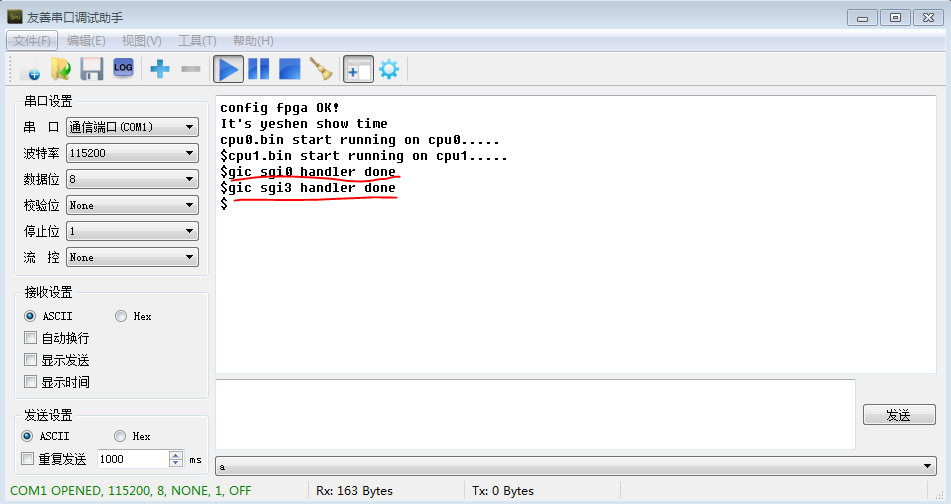 友善串口调试助手
文件(F) 编辑(E) 视图(V) 工具(T) 帮助(H)
LOG
串口设置
串 口 通信端口(COM1)
波特率 115200
数据位 8
校验位 None
停止位 1
流 控 None
接收设置
ASCII Hex
自动换行
显示发送
显示时间
发送设置
ASCII Hex
重复发送 1000 ms
config fpga OK!
It's yeshen show time
cpu0.bin start running on cpu0.....
$cpu1.bin start running on cpu1.....
$gic sgi0 handler done
$gic sgi3 handler done
$
发送
a
COM1 OPENED, 115200, 8, NONE, 1, OFF Rx: 163 Bytes Tx: 0 Bytes